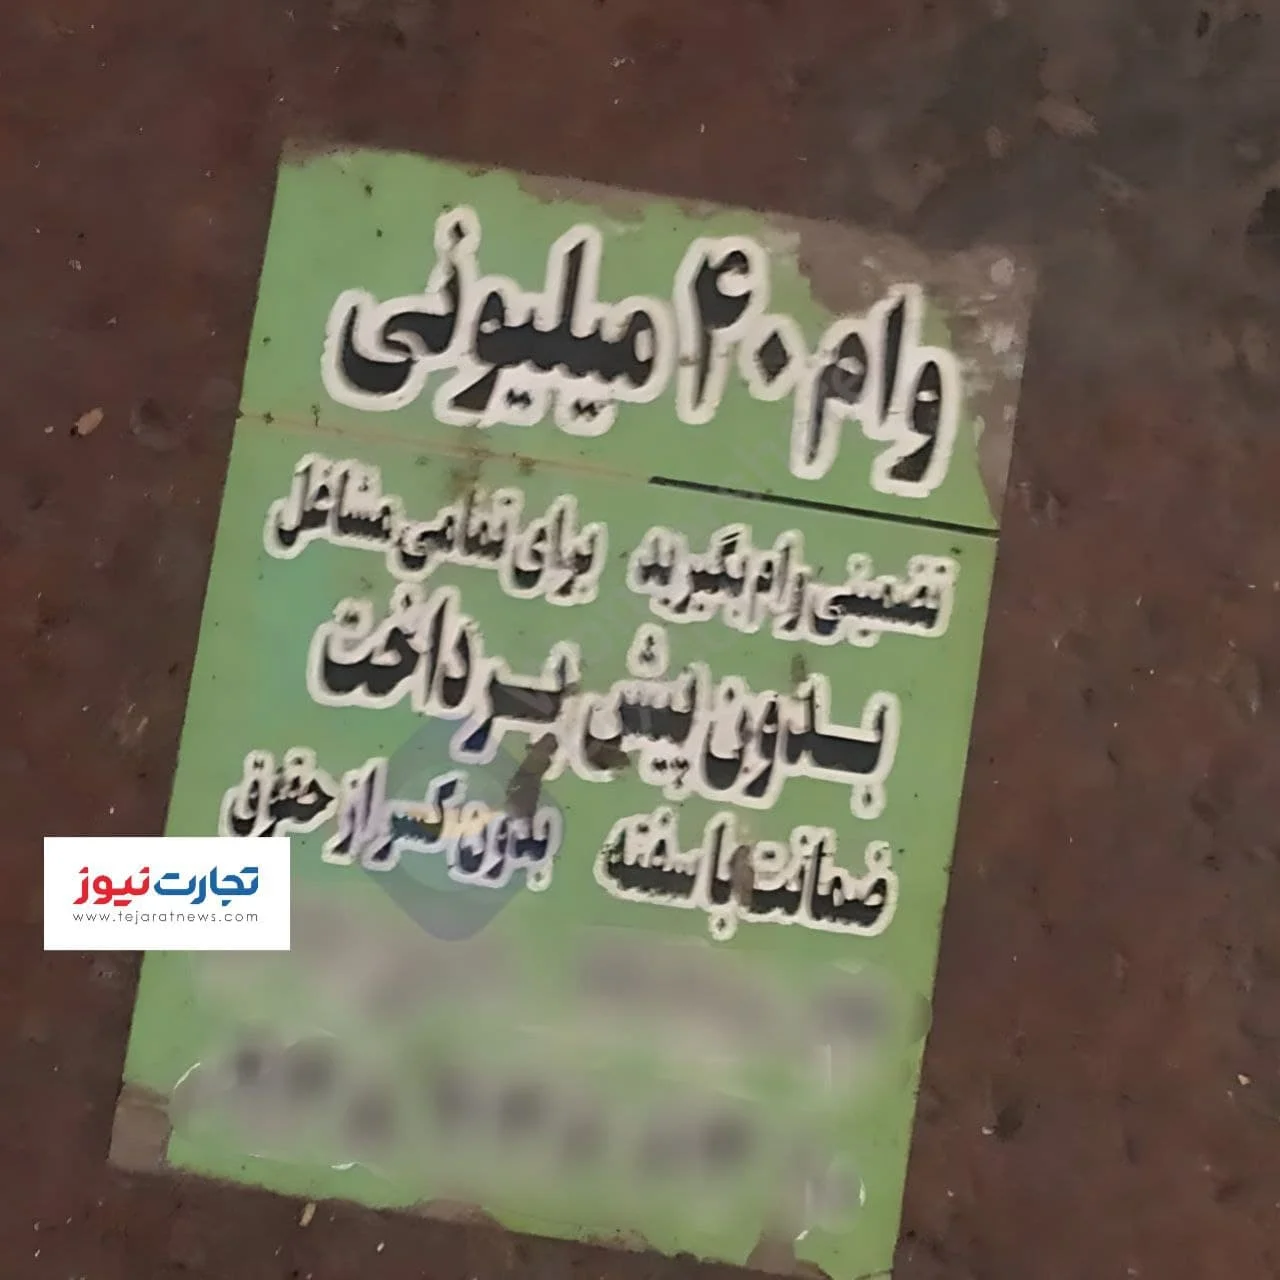 وام ۴۰ میلیونی
تضمینی وام بگیرید برای تمامی مشاغل
بدون پیش پرداخت
ضمانت با سفته بدون کسر از حقوق
تجارت‌نیوز
www.tejaratnews.com